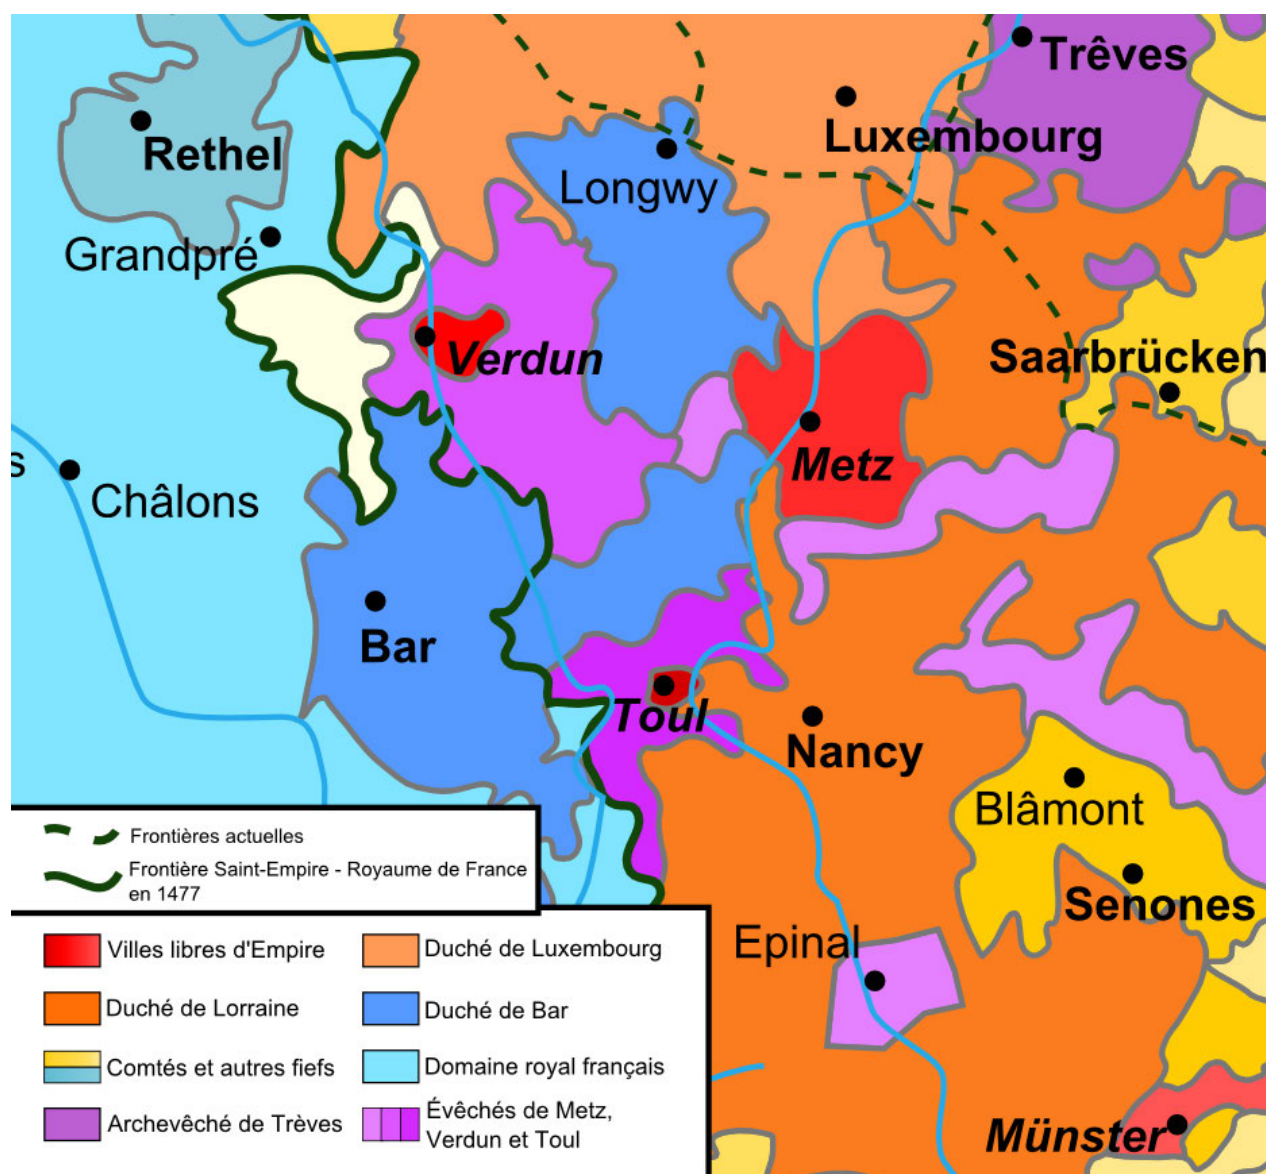 Trêves
Luxembourg
Rethel
Longwy
Grandpré
Verdun
Saarbrücken
s
Châlons
Metz
Bar
Toul
Nancy
Blâmont
Senones
Epinal
Münster
Frontières actuelles
Frontière Saint-Empire - Royaume de France
en 1477
Villes libres d'Empire
Duché de Luxembourg
Duché de Lorraine
Duché de Bar
Comtés et autres fiefs
Domaine royal français
Archevêché de Trèves
Évêchés de Metz,
Verdun et Toul